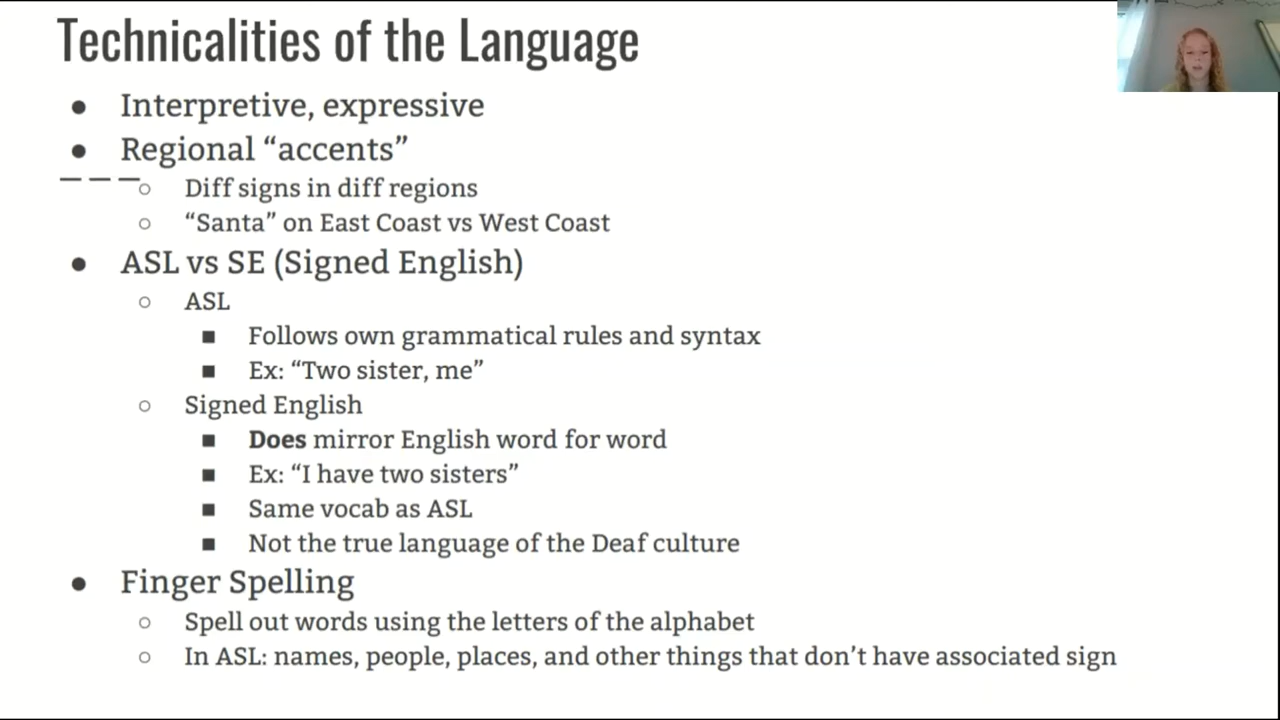 Technicalities of the Language
● Interpretive, expressive
● Regional “accents”
○ Diff signs in diff regions
○ “Santa” on East Coast vs West Coast
● ASL vs SE (Signed English)
○ ASL
■ Follows own grammatical rules and syntax
■ Ex: “Two sister, me”
○ Signed English
■ Does mirror English word for word
■ Ex: “I have two sisters”
■ Same vocab as ASL
■ Not the true language of the Deaf culture
● Finger Spelling
○ Spell out words using the letters of the alphabet
○ In ASL: names, people, places, and other things that don’t have associated sign